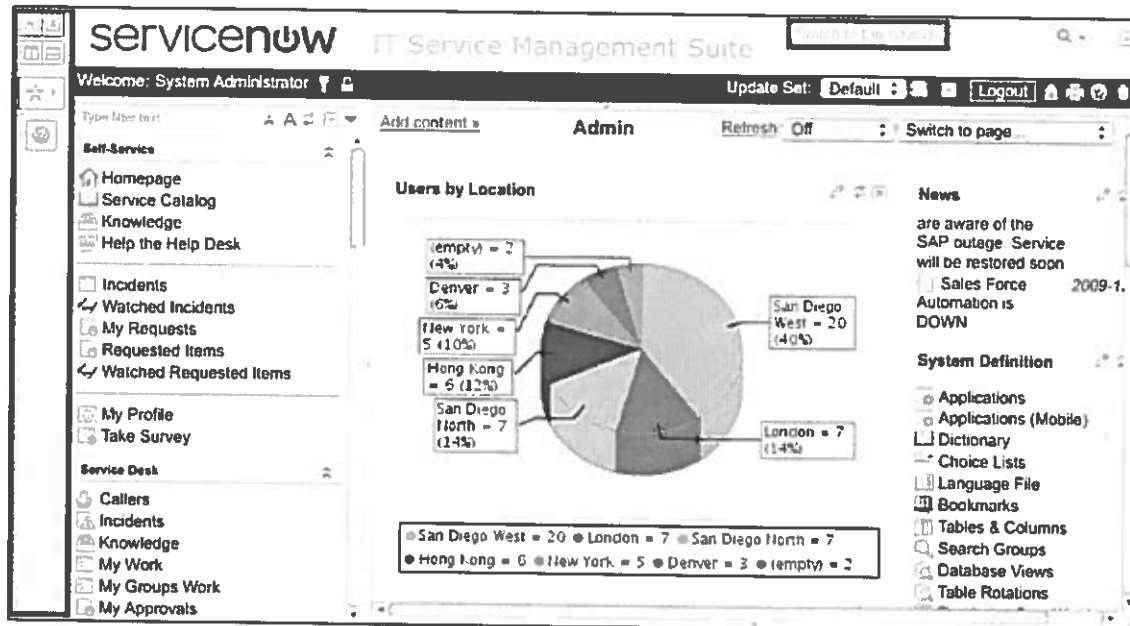 servicenow
IT Service Management Suite
Welcome: System Administrator
Update Set: Default
Logout
Type filter text
Self-Service
Homepage
Service Catalog
Knowledge
Help the Help Desk
Incidents
Watched Incidents
My Requests
Requested Items
Watched Requested Items
My Profile
Take Survey
Service Desk
Callers
Incidents
Knowledge
My Work
My Groups Work
My Approvals
Add content »
Admin
Refresh: Off
Switch to page...
Users by Location
(empty) = 2
(4%)
Denver = 3
(6%)
New York =
5 (10%)
Hong Kong
= 6 (12%)
San Diego
North = 7
(14%)
San Diego
West = 20
(40%)
London = 7
(14%)
San Diego West = 20 London = 7 San Diego North = 7
Hong Kong = 6 New York = 5 Denver = 3 (empty) = 2
News
are aware of the
SAP outage. Service
will be restored soon
Sales Force 2009-1
Automation is
DOWN
System Definition
Applications
Applications (Mobile)
Dictionary
Choice Lists
Language File
Bookmarks
Tables & Columns
Search Groups
Database Views
Table Rotations